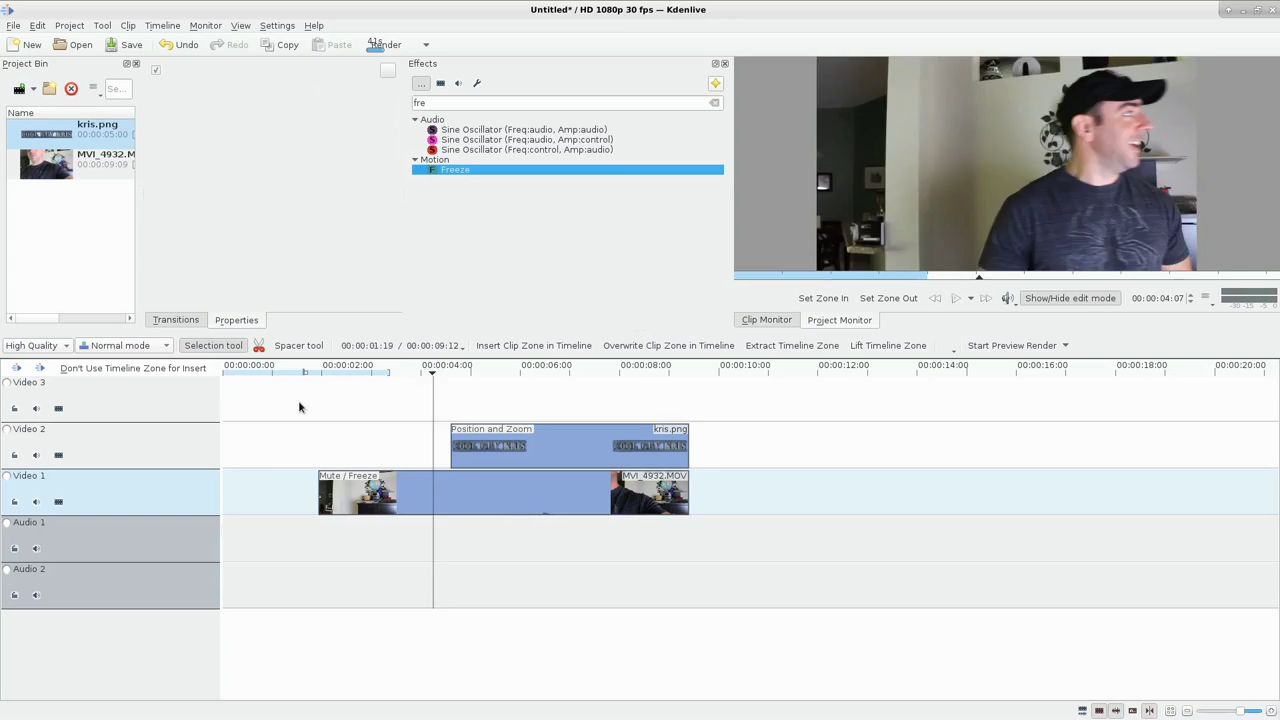 Untitled* / HD 1080p 30 fps — Kdenlive
File Edit Project Tool Clip Timeline Monitor View Settings Help
New Open Save Undo Redo Copy Paste 41s Render
Project Bin
Se...
Name
kris.png
00:00:05:00
MVI_4932.M
00:00:09:09
Transitions Properties
Effects
...
fre
Audio
Sine Oscillator (Freq:audio, Amp:audio)
Sine Oscillator (Freq:audio, Amp:control)
Sine Oscillator (Freq:control, Amp:audio)
Motion
Freeze
Set Zone In Set Zone Out Show/Hide edit mode 00:00:04:07
-30 -15 -5 0
Clip Monitor Project Monitor
High Quality Normal mode Selection tool Spacer tool 00:00:01:19 / 00:00:09:12 Insert Clip Zone in Timeline Overwrite Clip Zone in Timeline Extract Timeline Zone Lift Timeline Zone Start Preview Render
Don't Use Timeline Zone for Insert
00:00:00:00 00:00:02:00 00:00:04:00 00:00:06:00 00:00:08:00 00:00:10:00 00:00:12:00 00:00:14:00 00:00:16:00 00:00:18:00 00:00:20:00
Video 3
Video 2
Position and Zoom kris.png
Video 1
Mute / Freeze MVI_4932.MOV
Audio 1
Audio 2